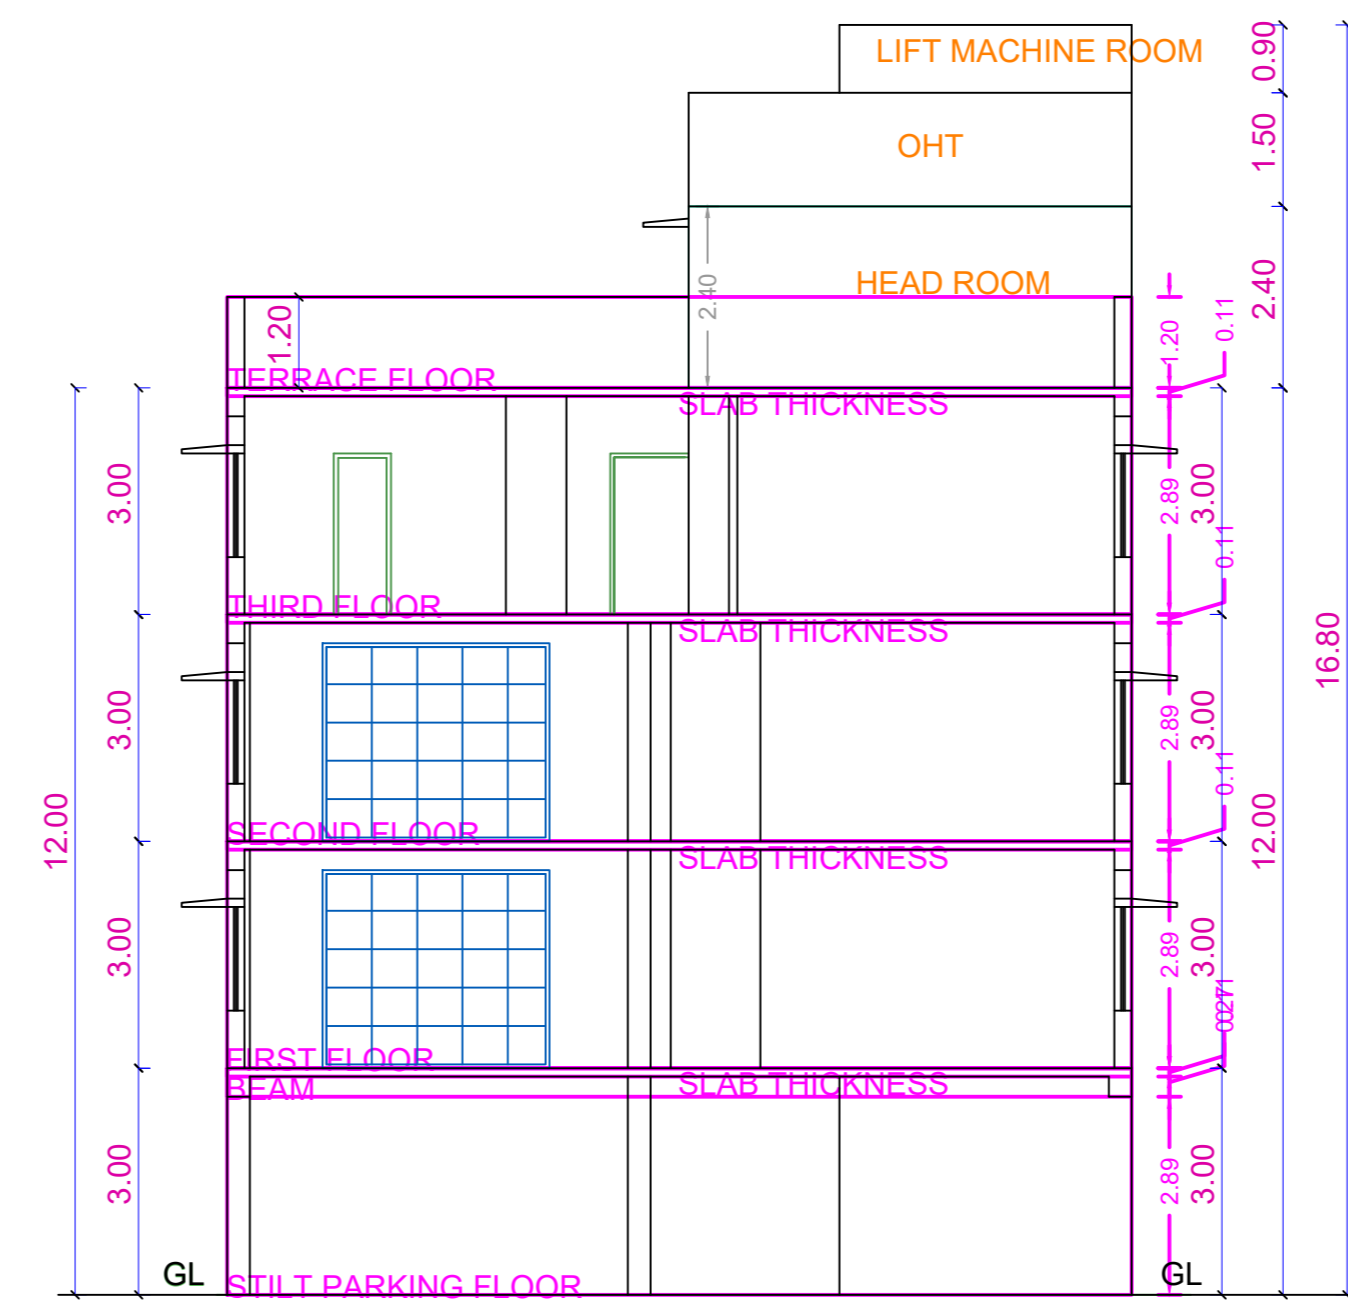 LIFT MACHINE ROOM
0.90
OHT
1.50
HEAD ROOM
2.40
2.40
1.20
1.20
0.11
TERRACE FLOOR
SLAB THICKNESS
3.00
2.89
3.00
0.11
THIRD FLOOR
SLAB THICKNESS
16.80
3.00
2.89
3.00
0.11
12.00
SECOND FLOOR
12.00
SLAB THICKNESS
3.00
2.89
3.00
FIRST FLOOR
SLAB THICKNESS
BEAM
3.00
2.89
3.00
GL
STILT PARKING FLOOR
GL